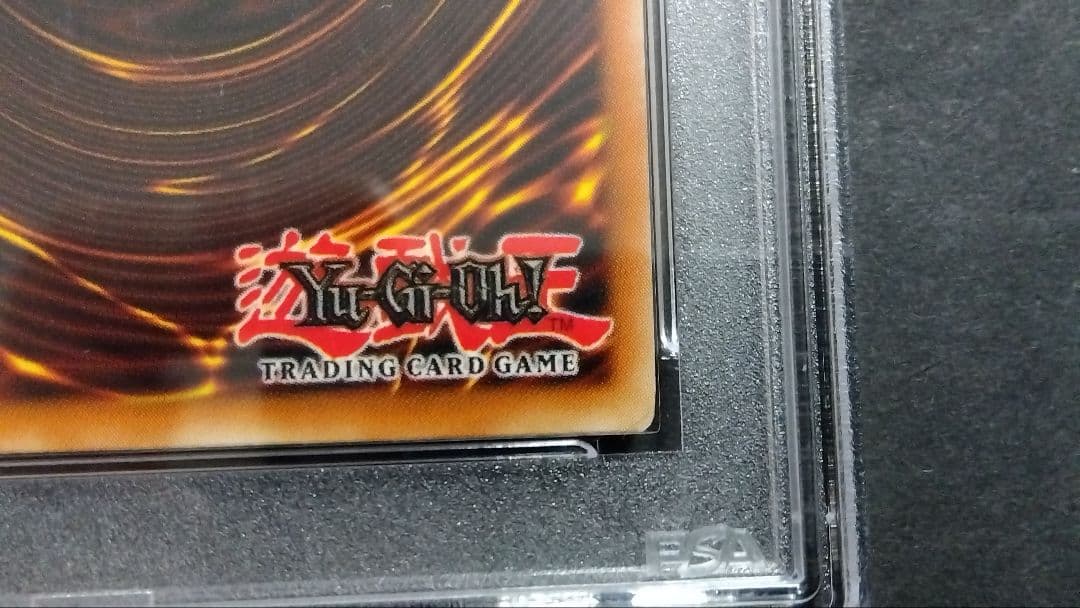 遊戯王
Yu-Gi-Oh!
TM
TRADING CARD GAME
PSA